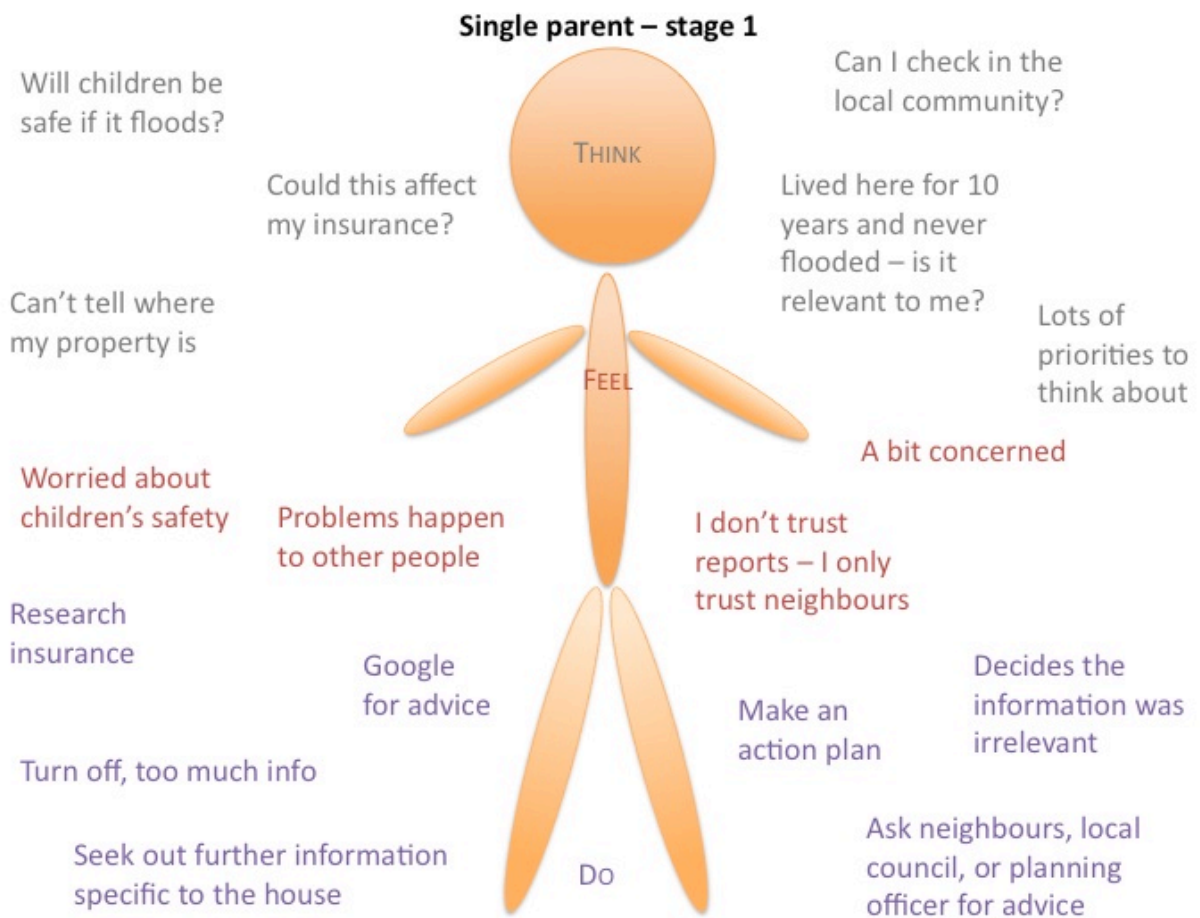 Single parent – stage 1
Will children be
safe if it floods?
Can I check in the
local community?
THINK
Could this affect
my insurance?
Lived here for 10
years and never
flooded – is it
relevant to me?
Can’t tell where
my property is
Lots of
priorities to
think about
FEEL
A bit concerned
Worried about
children’s safety
Problems happen
to other people
I don’t trust
reports – I only
trust neighbours
Research
insurance
Google
for advice
Make an
action plan
Decides the
information was
irrelevant
Turn off, too much info
Seek out further information
specific to the house
DO
Ask neighbours, local
council, or planning
officer for advice